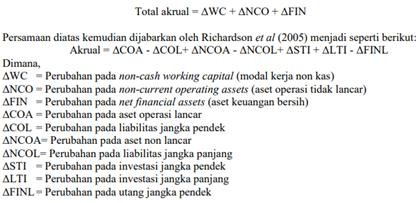 Total akrual = ΔWC + ΔNCO + ΔFIN
Persamaan diatas kemudian dijabarkan oleh Richardson et al (2005) menjadi seperti berikut:
Akrual = ΔCOA - ΔCOL+ ΔNCOA - ΔNCOL+ ΔSTI + ΔLTI - ΔFINL
Dimana,
ΔWC = Perubahan pada non-cash working capital (modal kerja non kas)
ΔNCO = Perubahan pada non-current operating assets (aset operasi tidak lancar)
ΔFIN = Perubahan pada net financial assets (aset keuangan bersih)
ΔCOA = Perubahan pada aset operasi lancar
ΔCOL = Perubahan pada liabilitas jangka pendek
ΔNCOA= Perubahan pada aset non lancar
ΔNCOL= Perubahan pada liabilitas jangka panjang
ΔSTI = Perubahan pada investasi jangka pendek
ΔLTI = Perubahan pada investasi jangka panjang
ΔFINL = Perubahan pada utang jangka pendek